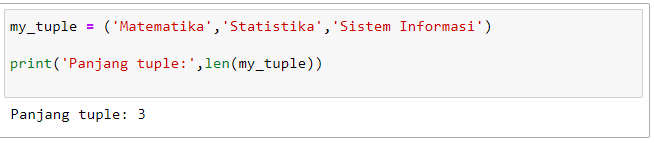 my_tuple = ('Matematika','Statistika','Sistem Informasi')
print('Panjang tuple:',len(my_tuple))
Panjang tuple: 3